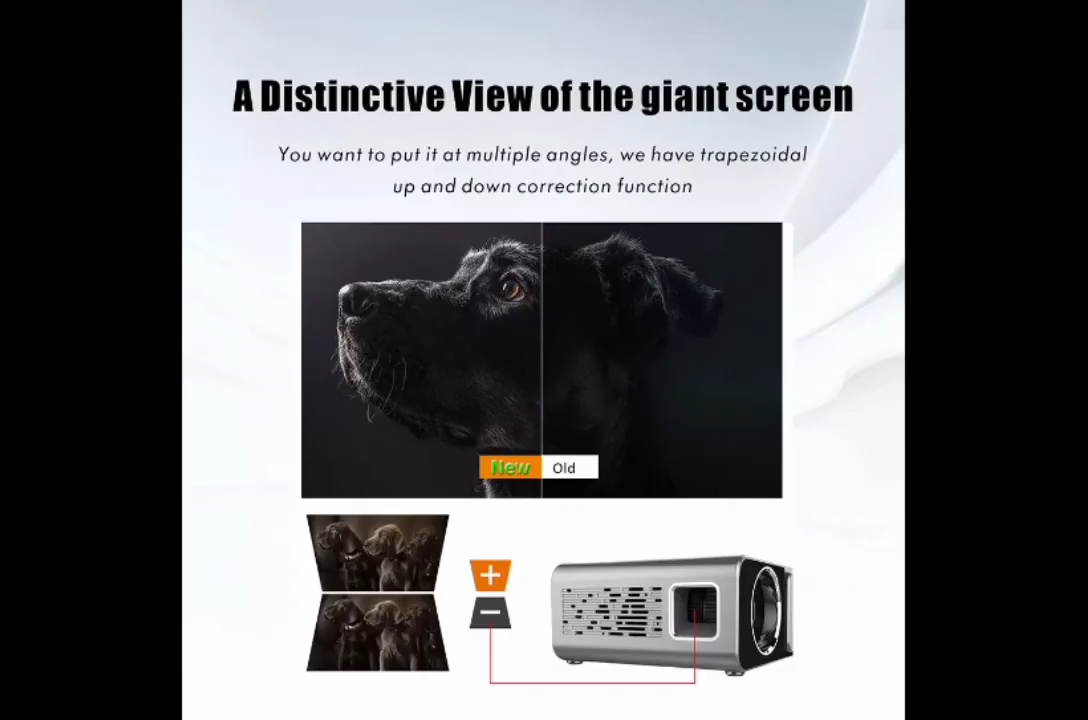 A Distinctive View of the giant screen
You want to put it at multiple angles, we have trapezoidal
up and down correction function
New Old
+
−